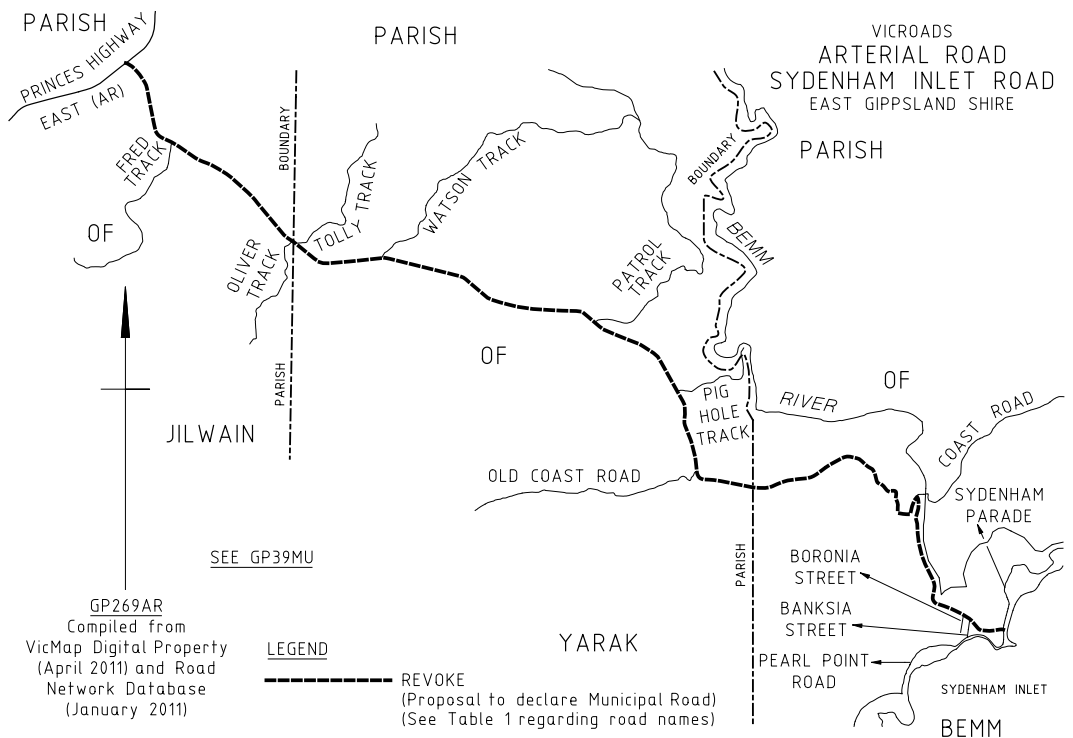 PARISH
PARISH
VICROADS
ARTERIAL ROAD
SYDENHAM INLET ROAD
EAST GIPPSLAND SHIRE
PRINCES HIGHWAY
EAST (AR)
BOUNDARY
PARISH
BOUNDARY
FRED
TRACK
WATSON TRACK
TOLLY TRACK
OF
BEMM
OLIVER
TRACK
PATROL
TRACK
OF
PARISH
OF
PIG
HOLE
TRACK
RIVER
COAST ROAD
JILWAIN
OLD COAST ROAD
SYDENHAM
PARADE
SEE GP39MU
PARISH
BORONIA
STREET
BANKSIA
STREET
GP269AR
Compiled from
VicMap Digital Property
(April 2011) and Road
Network Database
(January 2011)
YARAK
LEGEND
REVOKE
(Proposal to declare Municipal Road)
(See Table 1 regarding road names)
PEARL POINT
ROAD
SYDENHAM INLET
BEMM